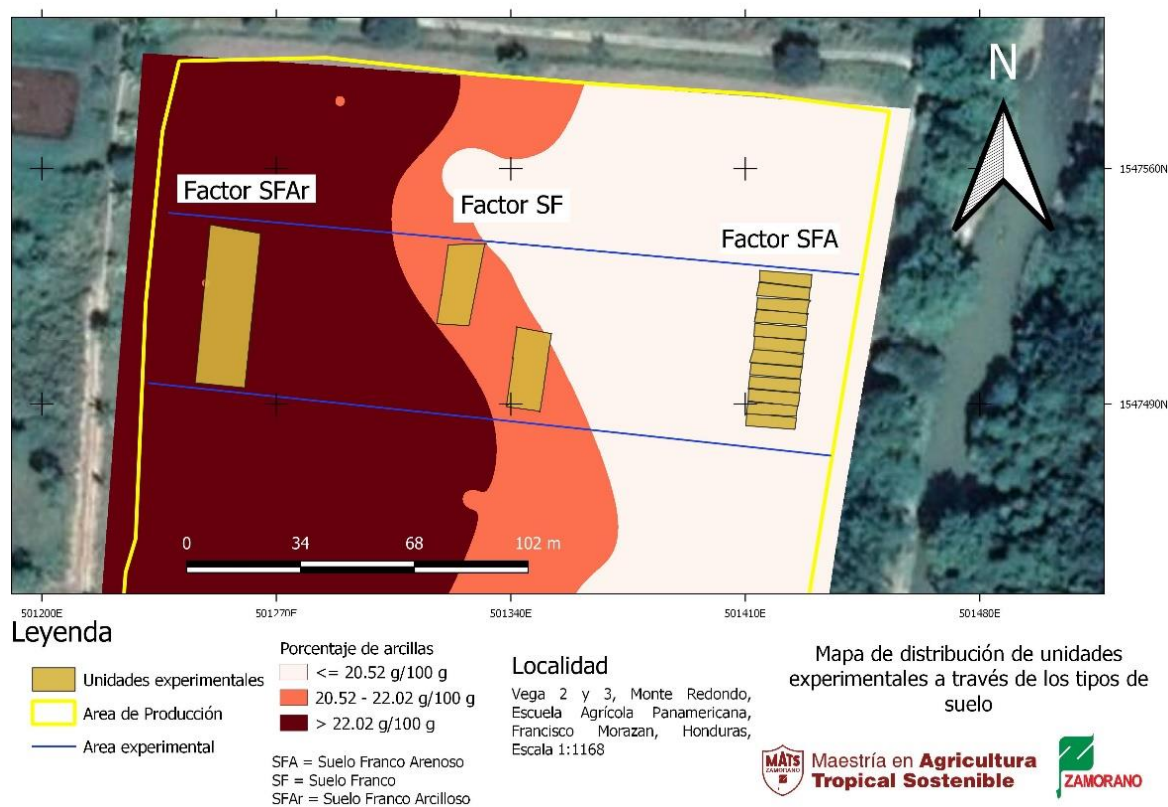 N
Factor SFAr
Factor SF
Factor SFA
1547560N
1547490N
0 34 68 102 m
501200E 501770E 501340E 501410E 501480E
Leyenda
Unidades experimentales
Area de Producción
Area experimental
Porcentaje de arcillas
<= 20.52 g/100 g
20.52 - 22.02 g/100 g
> 22.02 g/100 g
SFA = Suelo Franco Arenoso
SF = Suelo Franco
SFAr = Suelo Franco Arcilloso
Localidad
Vega 2 y 3, Monte Redondo,
Escuela Agrícola Panamericana,
Francisco Morazan, Honduras,
Escala 1:1168
Mapa de distribución de unidades
experimentales a través de los tipos de
suelo
MATS
ZAMORANO
Maestría en Agricultura
Tropical Sostenible
ZAMORANO